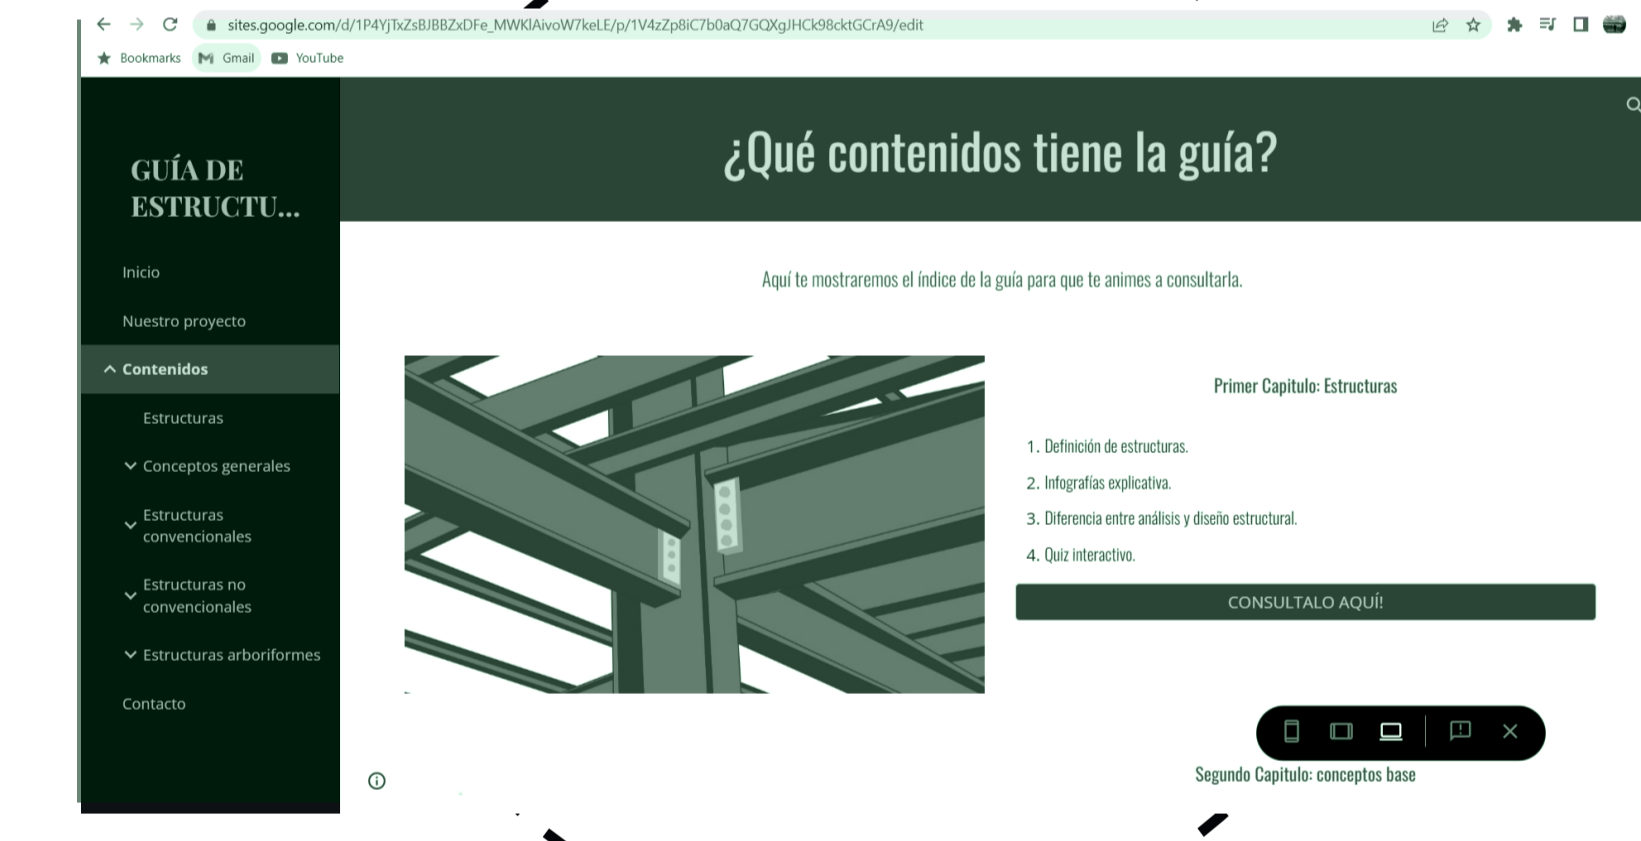 sites.google.com/d/1P4YjTxZsBJBBZxDFe_MWKlAivoW7keLE/p/1V4zZp8iC7b0aQ7GQXgJHCk98cktGCrA9/edit
Bookmarks Gmail YouTube
¿Qué contenidos tiene la guía?
GUÍA DE
ESTRUCTU...
Inicio
Nuestro proyecto
Contenidos
Estructuras
Conceptos generales
Estructuras
convencionales
Estructuras no
convencionales
Estructuras arboriformes
Contacto
Aquí te mostraremos el índice de la guía para que te animes a consultarla.
Primer Capitulo: Estructuras
1. Definición de estructuras.
2. Infografías explicativa.
3. Diferencia entre análisis y diseño estructural.
4. Quiz interactivo.
CONSULTALO AQUÍ!
Segundo Capitulo: conceptos base